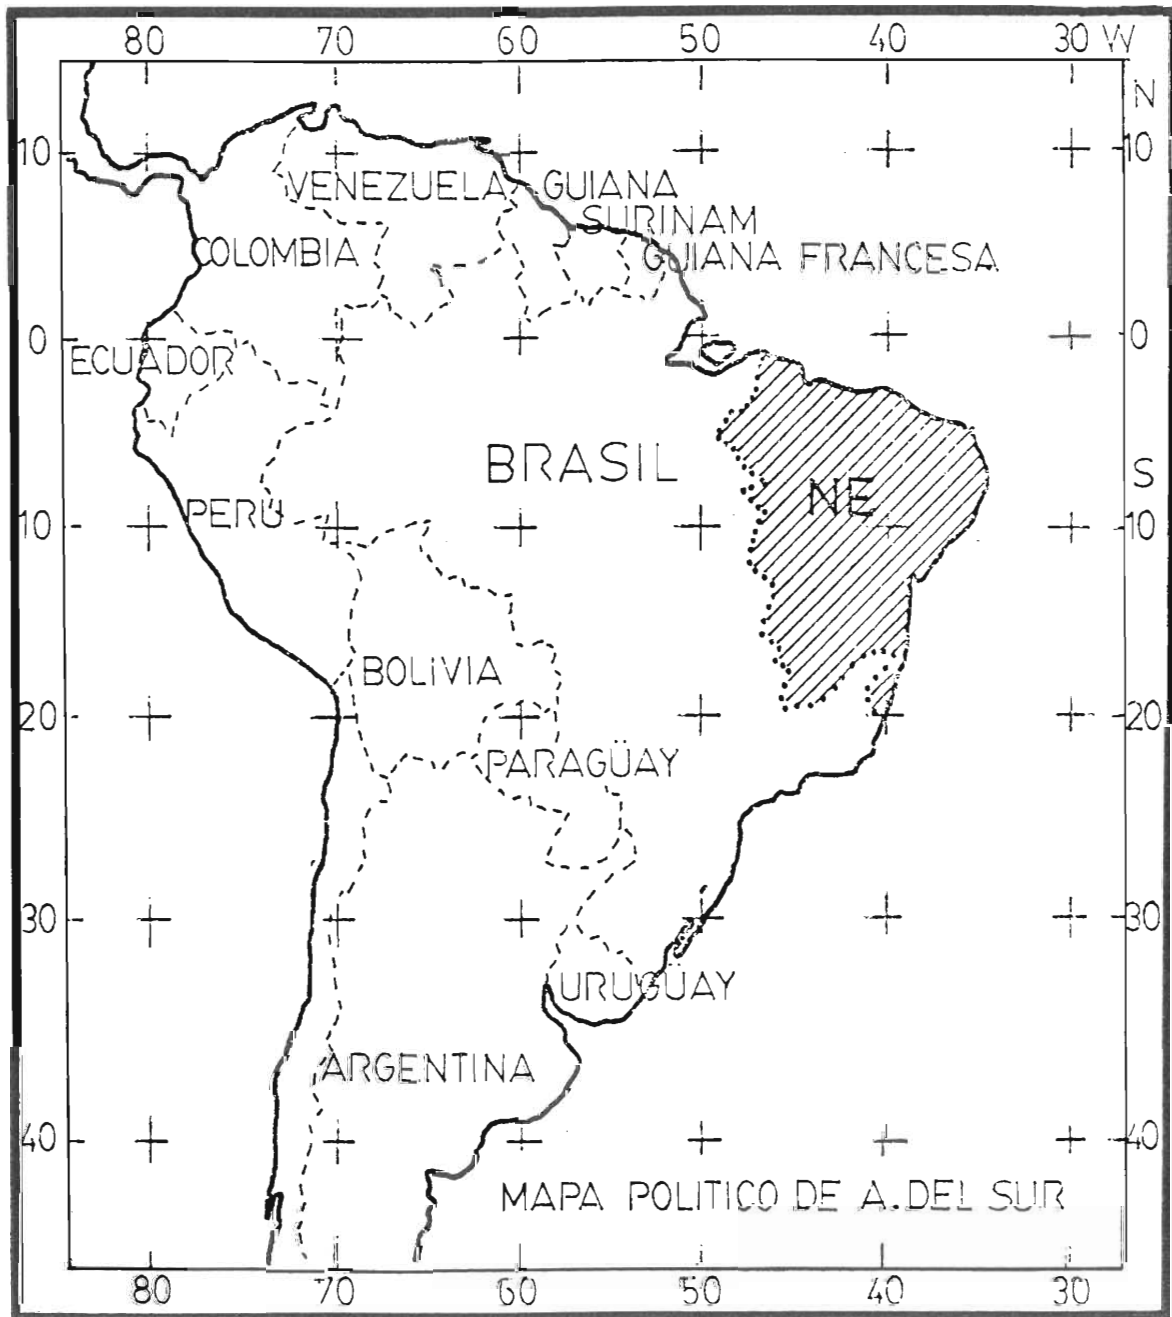 80 70 60 50 40 30 W
N
10 10
VENEZUELA GUIANA
SURINAM
COLOMBIA GUIANA FRANCESA
0 0
ECUADOR
BRASIL S
NE
PERU
10 10
BOLIVIA
20 20
PARAGÜAY
30 30
URUGÜAY
ARGENTINA
40 40
MAPA POLITICO DE A. DEL SUR
80 70 60 50 40 30